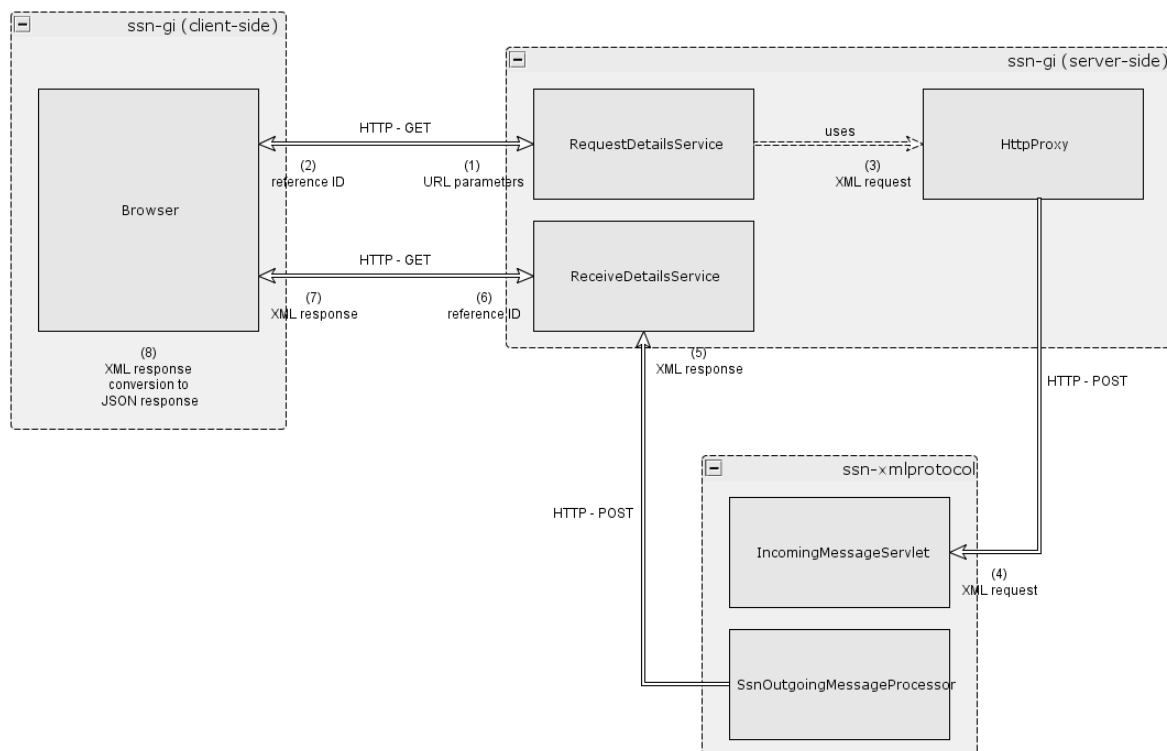 ssn-gi (client-side)
ssn-gi (server-side)
Browser
HTTP - GET
(2)
reference ID
(1)
URL parameters
RequestDetailsService
uses
(3)
XML request
HttpProxy
HTTP - GET
(7)
XML response
(6)
reference ID
ReceiveDetailsService
(8)
XML response
conversion to
JSON response
(5)
XML response
HTTP - POST
ssn-xmlprotocol
HTTP - POST
IncomingMessageServlet
(4)
XML request
SsnOutgoingMessageProcessor